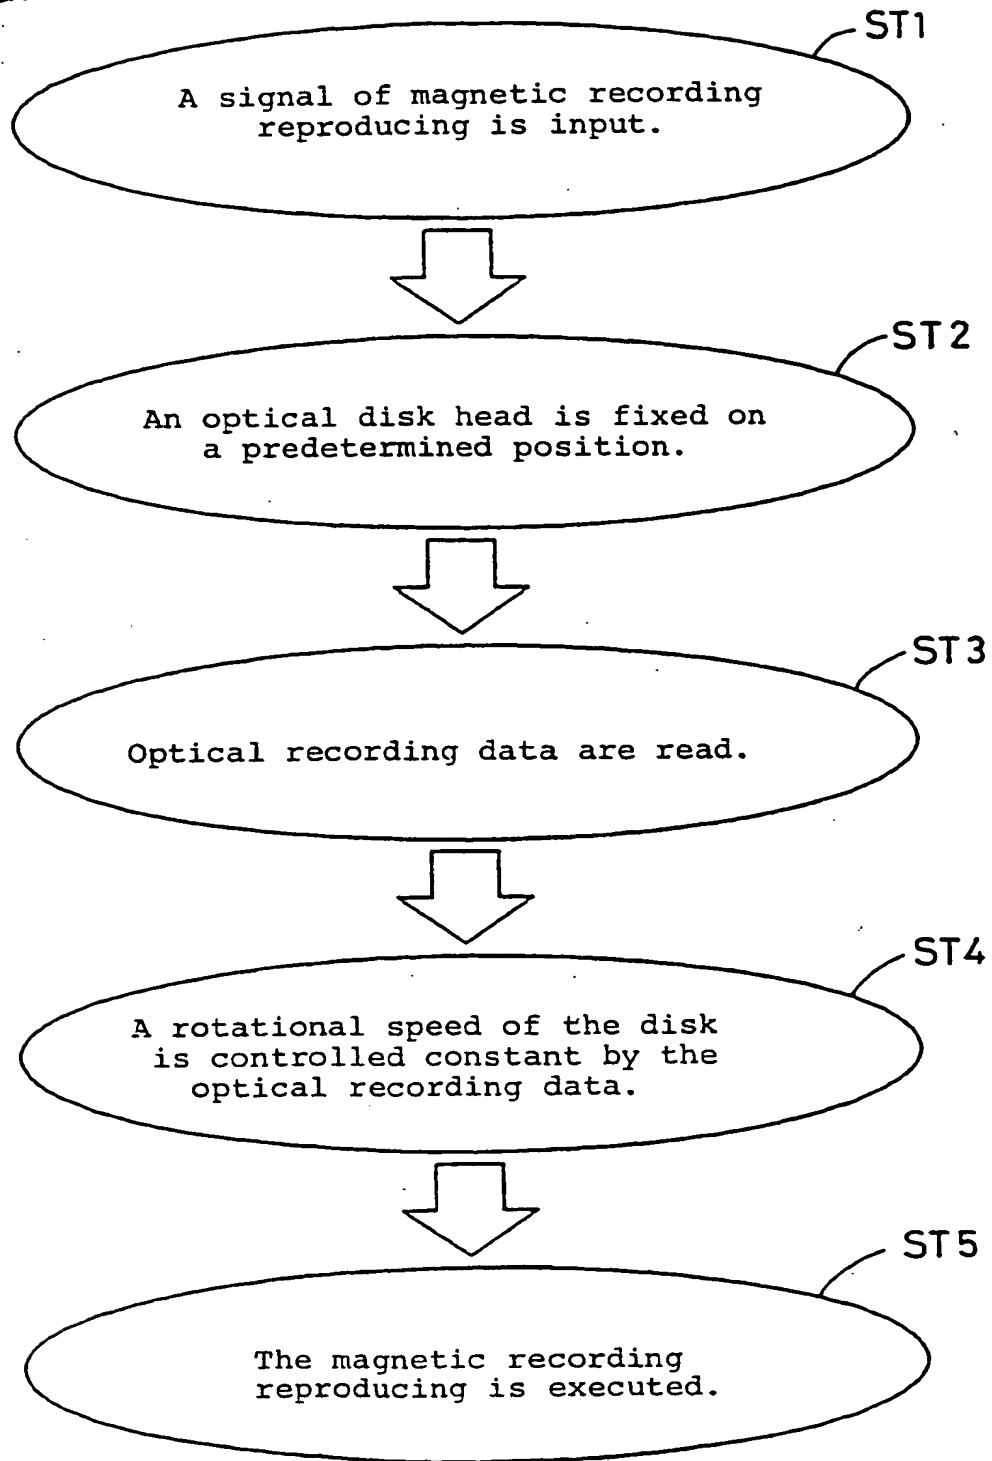 ST1
A signal of magnetic recording
reproducing is input.
ST2
An optical disk head is fixed on
a predetermined position.
ST3
Optical recording data are read.
ST4
A rotational speed of the disk
is controlled constant by the
optical recording data.
ST5
The magnetic recording
reproducing is executed.